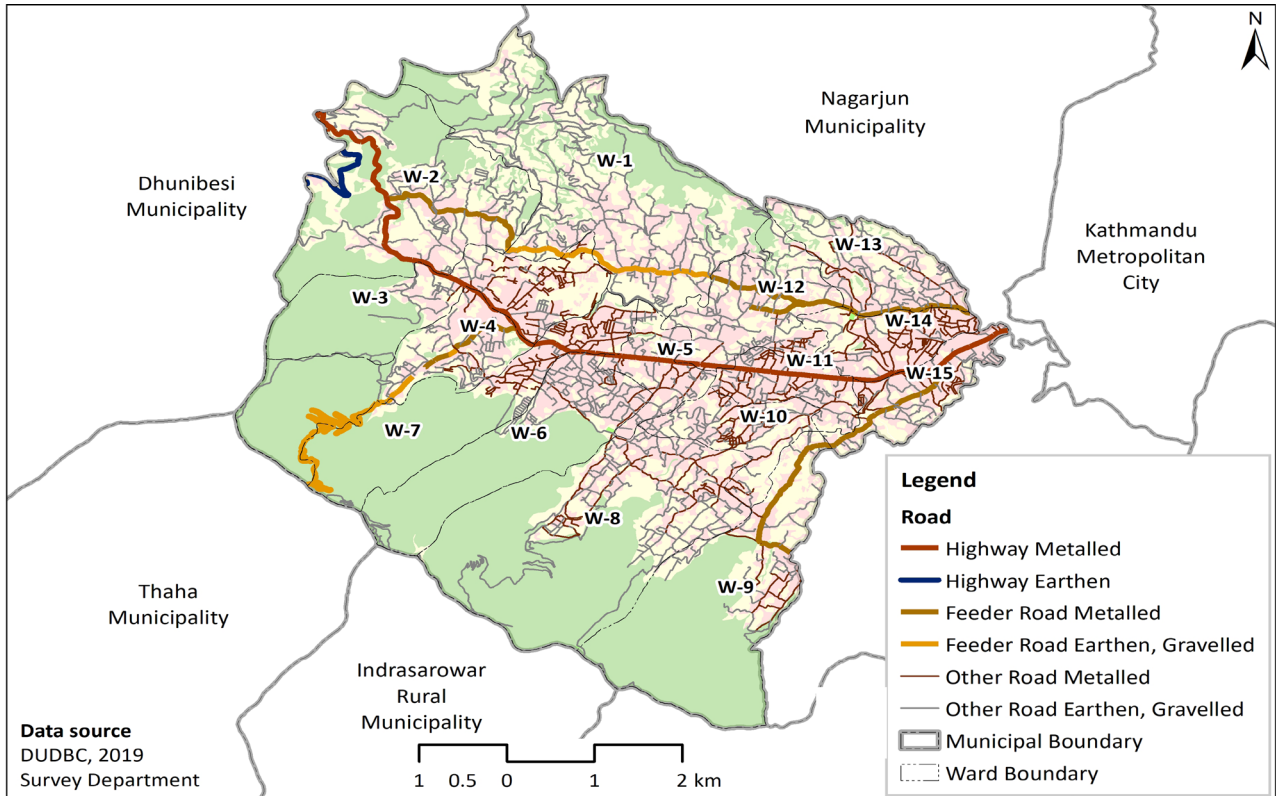 N
Nagarjun
Municipality
W-1
Dhunibesi
Municipality
W-2
Kathmandu
Metropolitan
City
W-13
W-12
W-3
W-14
W-4
W-5
W-11
W-15
W-10
W-7
W-6
W-8
W-9
Thaha
Municipality
Indrasarowar
Rural
Municipality
Legend
Road
Highway Metalled
Highway Earthen
Feeder Road Metalled
Feeder Road Earthen, Gravelled
Other Road Metalled
Other Road Earthen, Gravelled
Municipal Boundary
Ward Boundary
Data source
DUDBC, 2019
Survey Department
1 0.5 0 1 2 km